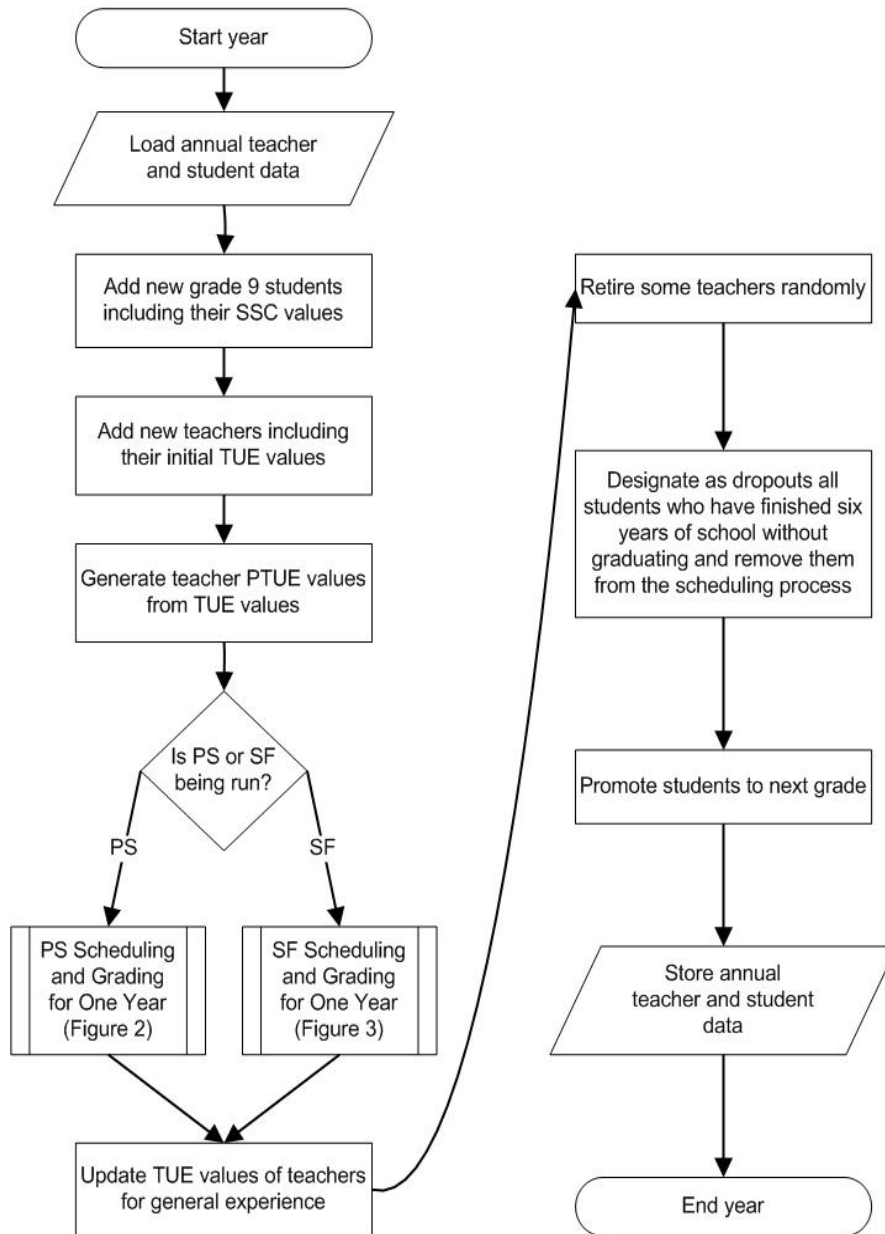 Start year
Load annual teacher
and student data
Add new grade 9 students
including their SSC values
Add new teachers including
their initial TUE values
Generate teacher PTUE values
from TUE values
Is PS or SF
being run?
PS
SF
PS Scheduling
and Grading
for One Year
(Figure 2)
SF Scheduling
and Grading
for One Year
(Figure 3)
Update TUE values of teachers
for general experience
Retire some teachers randomly
Designate as dropouts all
students who have finished six
years of school without
graduating and remove them
from the scheduling process
Promote students to next grade
Store annual
teacher and student
data
End year